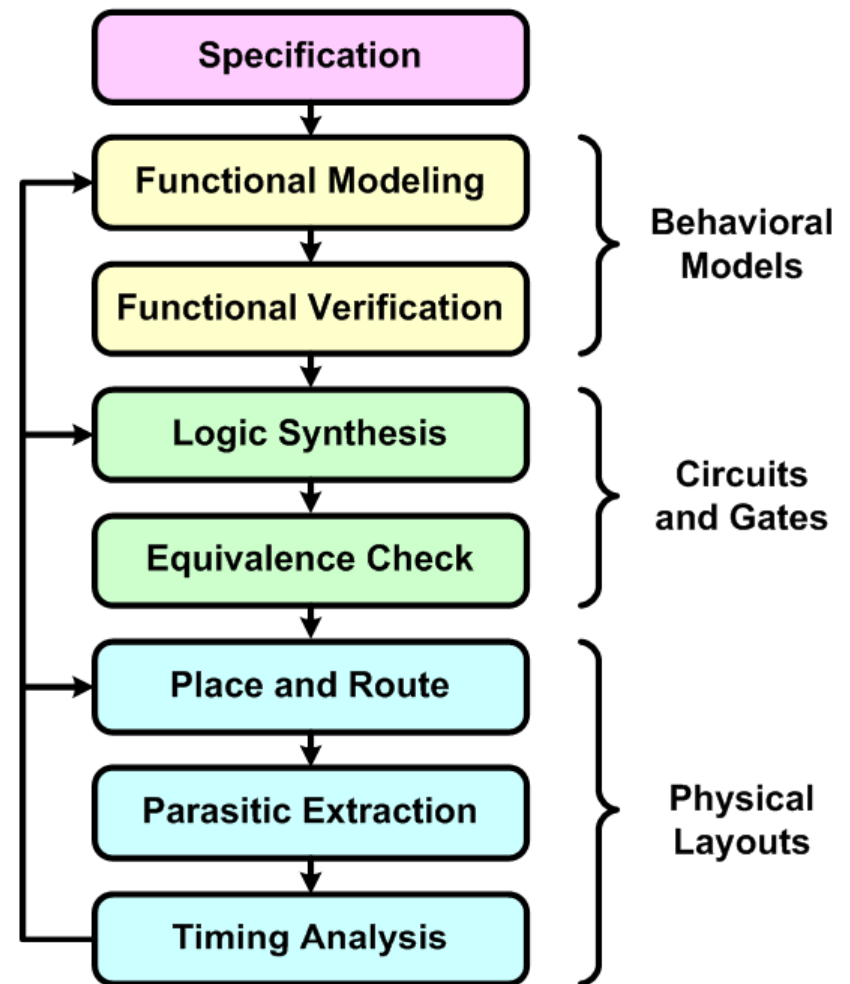 Specification
Functional Modeling
Behavioral
Models
Functional Verification
Logic Synthesis
Circuits
and Gates
Equivalence Check
Place and Route
Parasitic Extraction
Physical
Layouts
Timing Analysis